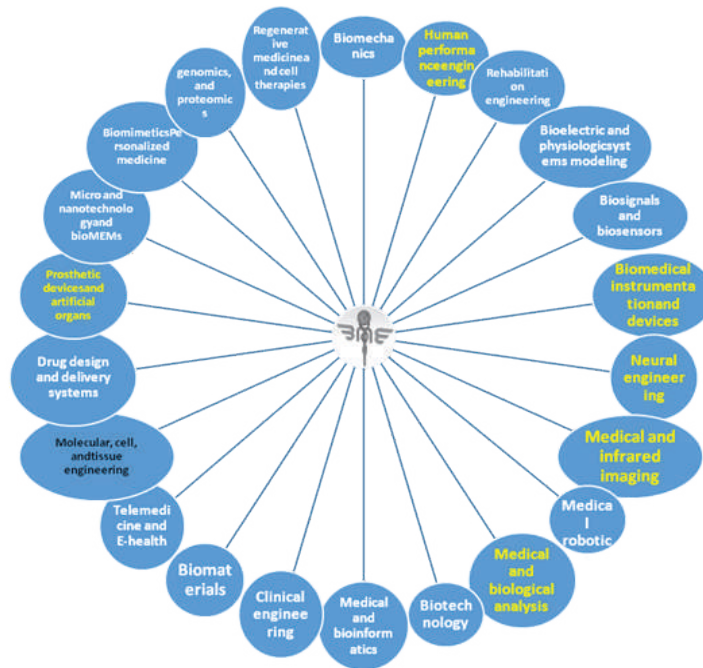 Biomecha
nics
Human
performa
nceengin
eering
Rehabilitati
on
engineering
Bioelectric and
physiologicsyst
ems modeling
Biosignals and
biosensors
Biomedical
instrumenta
tionand
devices
Neural
engineer
ing
Medical and
infrared
imaging
Medica
l
robotic
Medical
and
biological
analysis
Biotech
nology
Medical
and
bioinform
atics
Clinical
enginee
ring
Biomat
erials
Telemedi
cine and
E-health
Molecular, cell,
andtissue
engineering
Drug design
and delivery
systems
Prosthetic
devicesand
artificial
organs
Micro and
nanotechnolo
gyand
bioMEMs
BiomimeticsPe
rsonalized
medicine
genomics,
and
proteomic
s
Regenerat
ive
medicinea
nd cell
therapies
BME